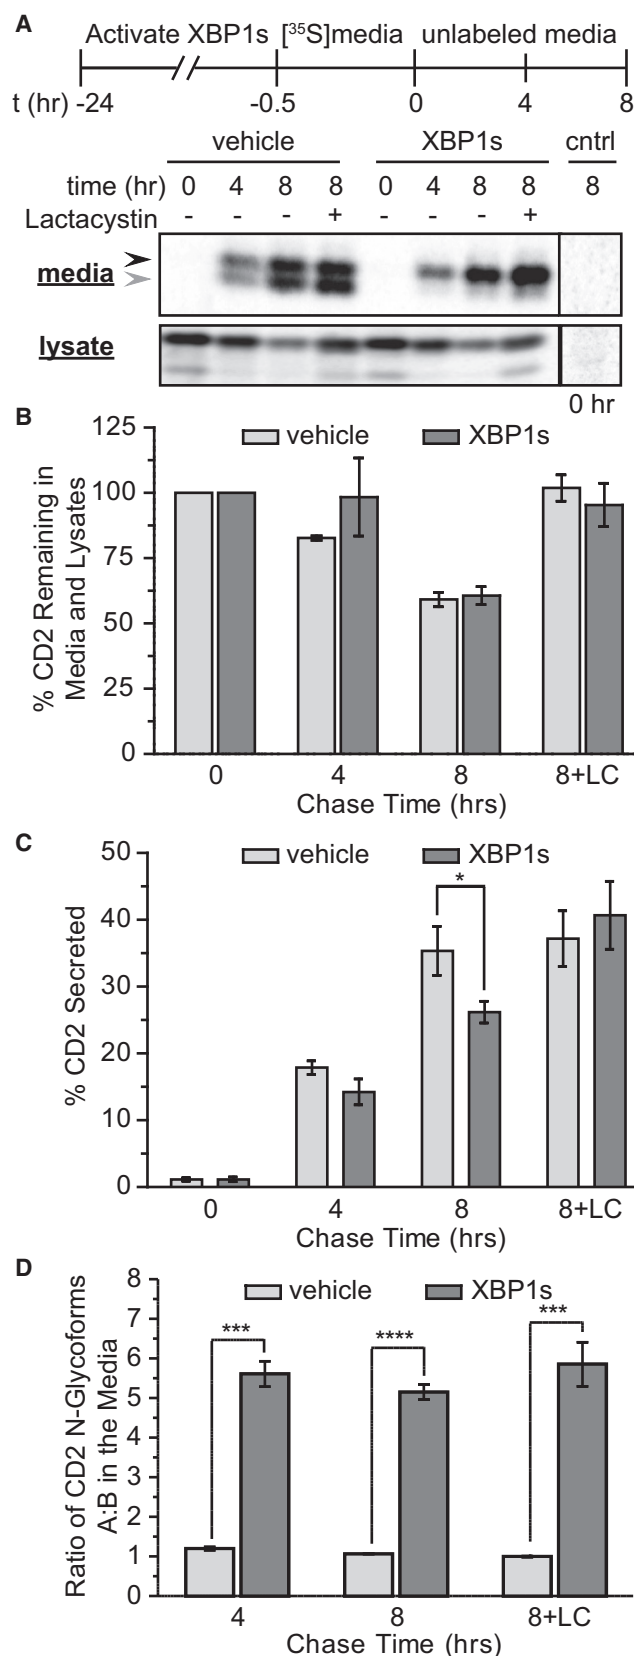 A
Activate XBP1s [³⁵S]media unlabeled media
t (hr) -24 -0.5 0 4 8
vehicle XBP1s cntrl
time (hr) 0 4 8 8 0 4 8 8 8
Lactacystin - - - + - - - +
media
lysate
0 hr
B
vehicle XBP1s
% CD2 Remaining in
Media and Lysates
125
100
75
50
25
0
0 4 8 8+LC
Chase Time (hrs)
C
vehicle XBP1s
% CD2 Secreted
50
40
30
20
10
0
*
0 4 8 8+LC
Chase Time (hrs)
D
vehicle XBP1s
Ratio of CD2 N-Glycoforms
A:B in the Media
8
7
6
5
4
3
2
1
0
*** **** ***
4 8 8+LC
Chase Time (hrs)